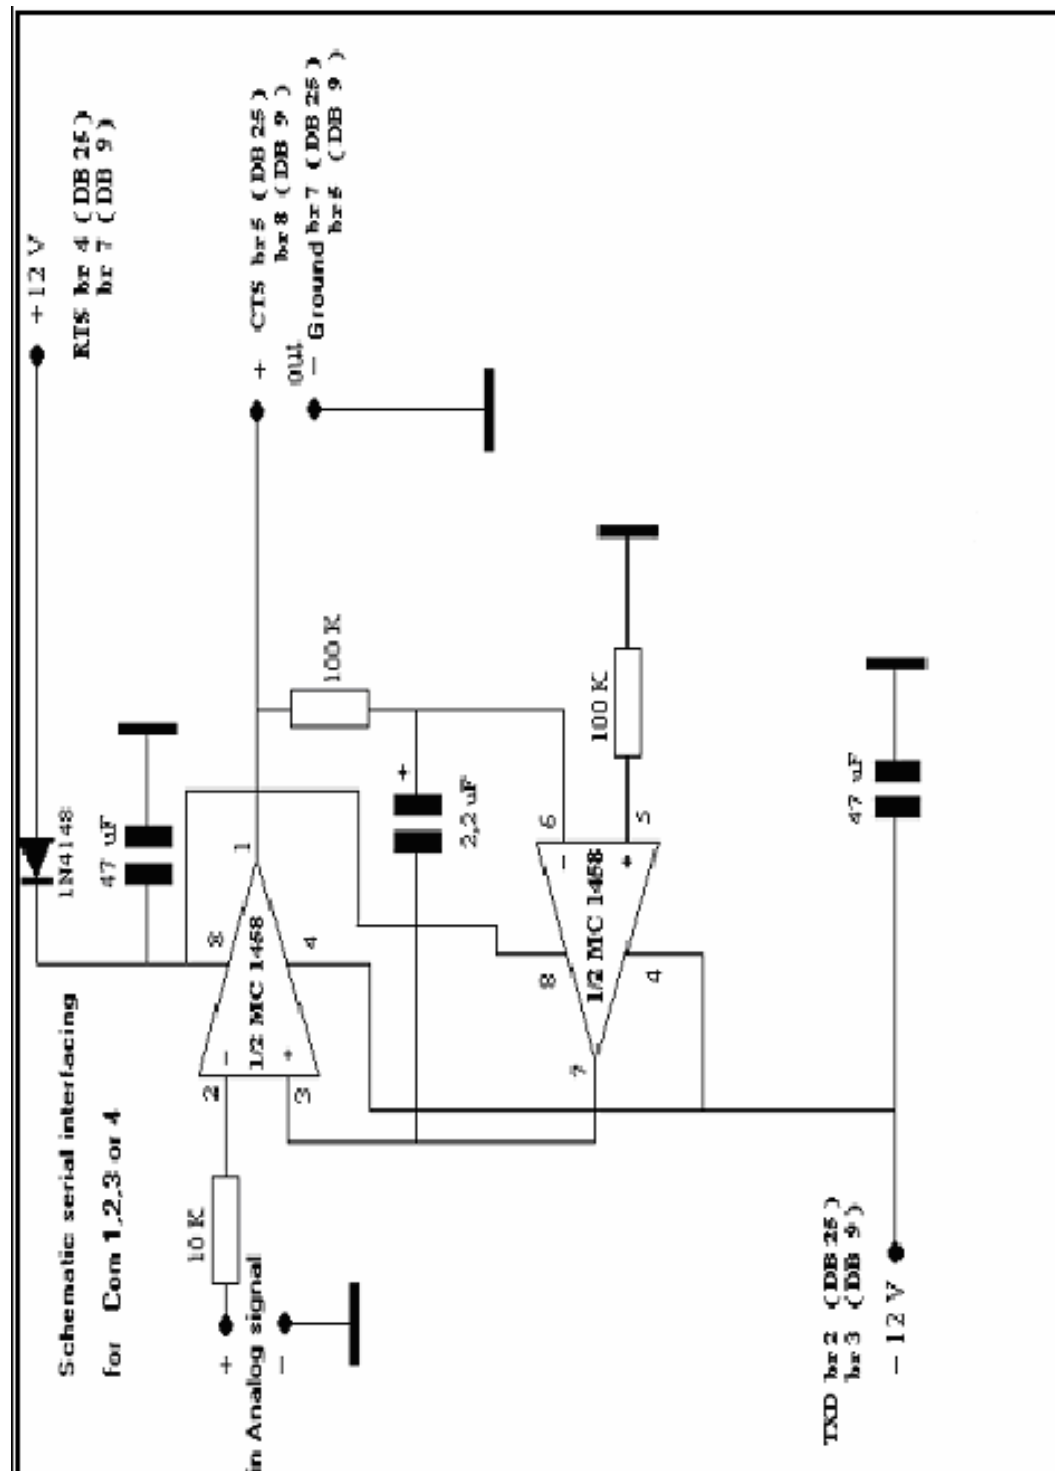 Schematic serial interfacing
for Com 1,2,3 or 4
+12 V
RTS br 4 (DB 25)
br 7 (DB 9)
1N4148
47 uF
+ CTS br 5 (DB 25)
br 8 (DB 9)
out
- Ground br 7 (DB 25)
br 5 (DB 9)
10 K
+
in Analog signal
-
2
3
-
+
1/2 MC 1458
8
4
1
100 K
+
2,2 uF
6
5
-
+
1/2 MC 1458
8
4
7
100 K
47 uF
TXD br 2 (DB 25)
br 3 (DB 9)
- 12 V